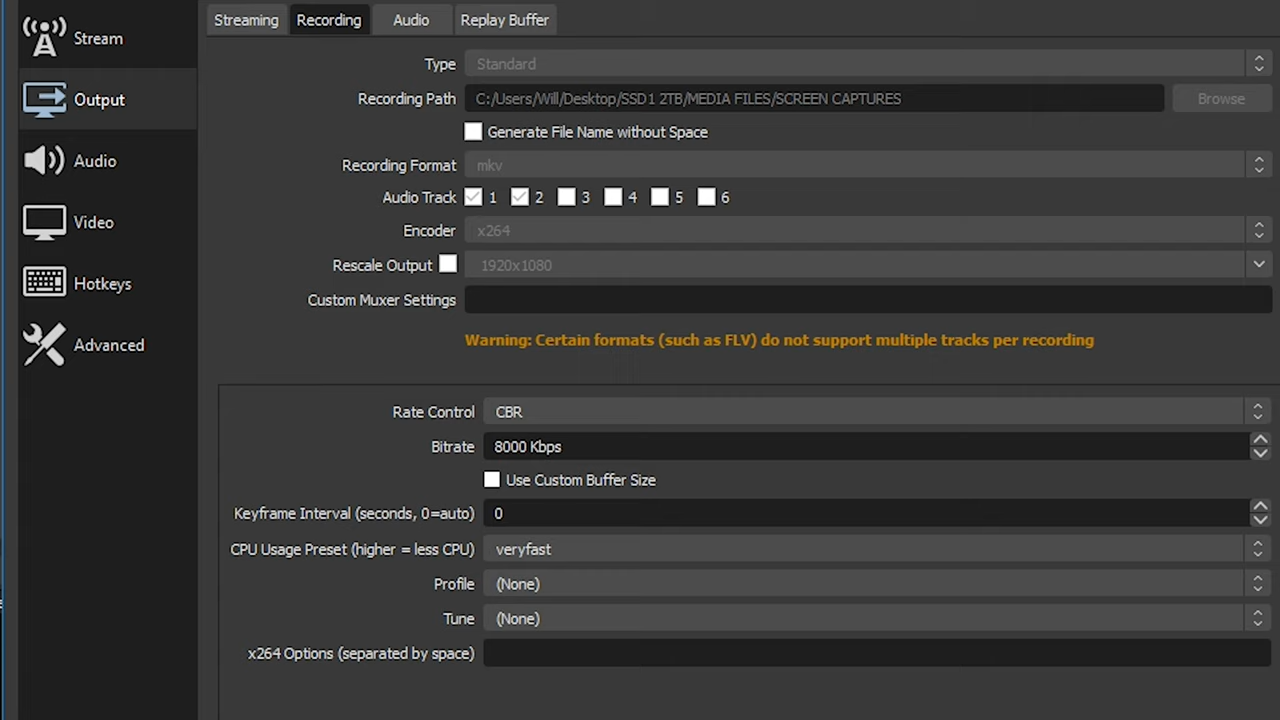 Streaming Recording Audio Replay Buffer
Stream
Output
Audio
Video
Hotkeys
Advanced
Type Standard
Recording Path C:/Users/Will/Desktop/SSD1 2TB/MEDIA FILES/SCREEN CAPTURES Browse
Generate File Name without Space
Recording Format mkv
Audio Track 1 2 3 4 5 6
Encoder x264
Rescale Output 1920x1080
Custom Muxer Settings
Warning: Certain formats (such as FLV) do not support multiple tracks per recording
Rate Control CBR
Bitrate 8000 Kbps
Use Custom Buffer Size
Keyframe Interval (seconds, 0=auto) 0
CPU Usage Preset (higher = less CPU) veryfast
Profile (None)
Tune (None)
x264 Options (separated by space)